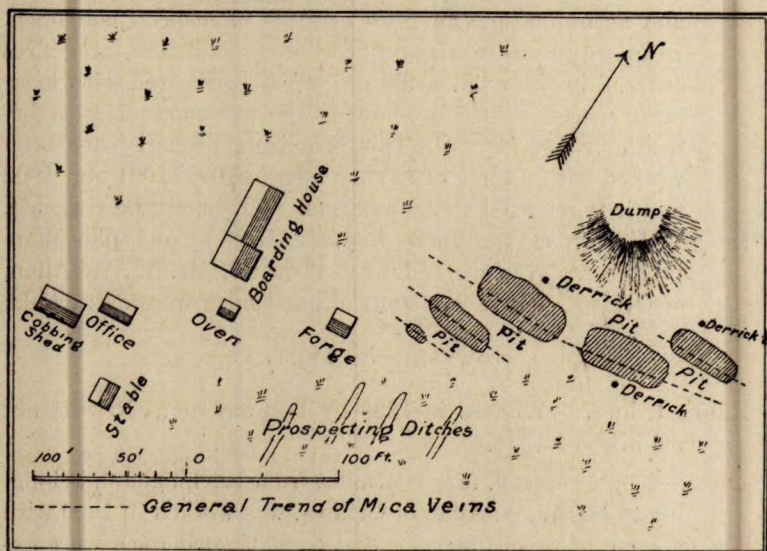 N
Dump
Boarding House
Derrick
Pit
Derrick
Pit
Pit
Pit
Derrick
Cobbing
Shed
Office
Oven
Forge
Stable
Prospecting Ditches
100' 50' 0 100 Ft.
General Trend of Mica Veins